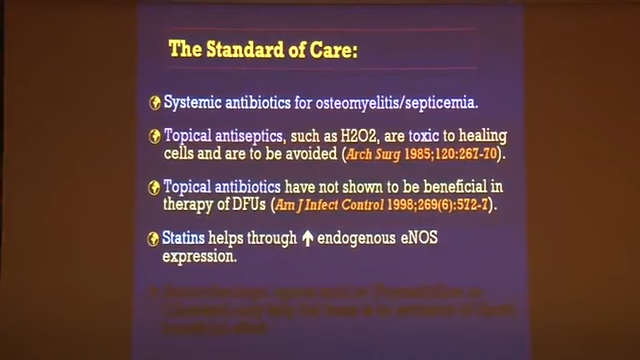 The Standard of Care:
Systemic antibiotics for osteomyelitis/septicemia.
Topical antiseptics, such as H2O2, are toxic to healing
cells and are to be avoided (Arch Surg 1985;120:267-70).
Topical antibiotics have not shown to be beneficial in
therapy of DFUs (Am J Infect Control 1998;269(6):572-7).
Statins helps through ↑ endogenous eNOS
expression.